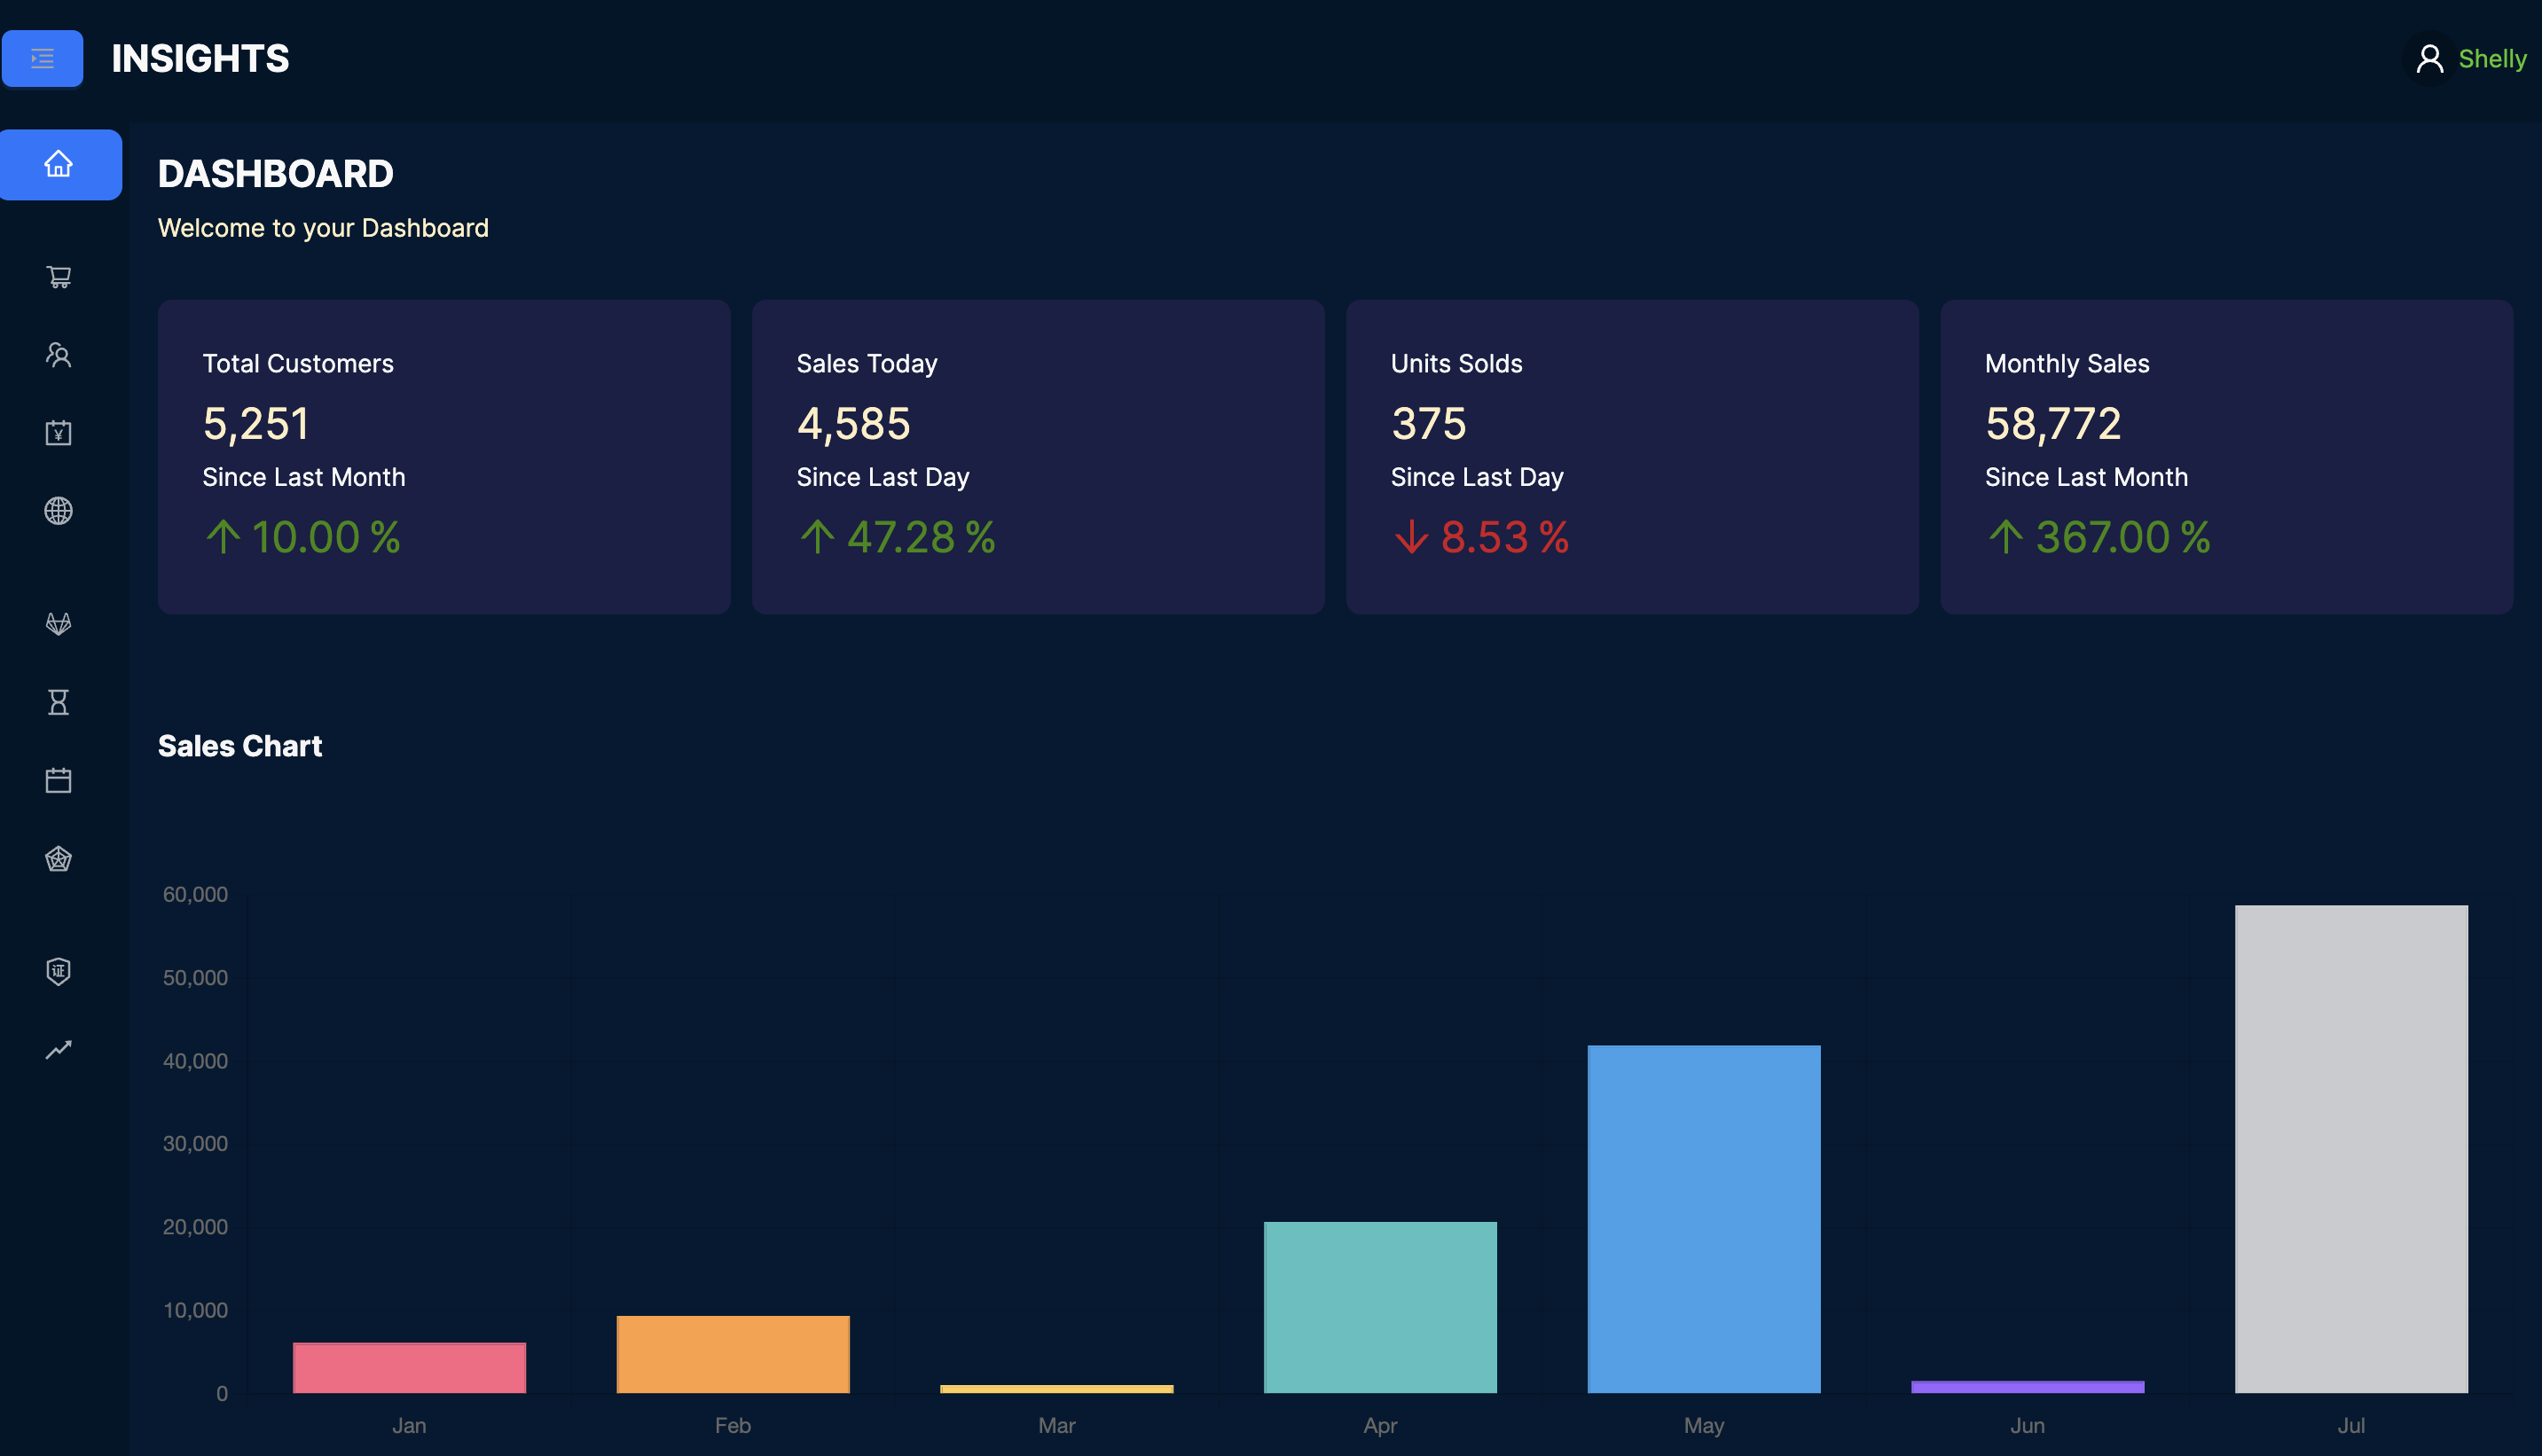 INSIGHTS
Shelly
DASHBOARD
Welcome to your Dashboard
Total Customers
5,251
Since Last Month
↑ 10.00 %
Sales Today
4,585
Since Last Day
↑ 47.28 %
Units Solds
375
Since Last Day
↓ 8.53 %
Monthly Sales
58,772
Since Last Month
↑ 367.00 %
¥
证
Sales Chart
60,000
50,000
40,000
30,000
20,000
10,000
0
Jan Feb Mar Apr May Jun Jul